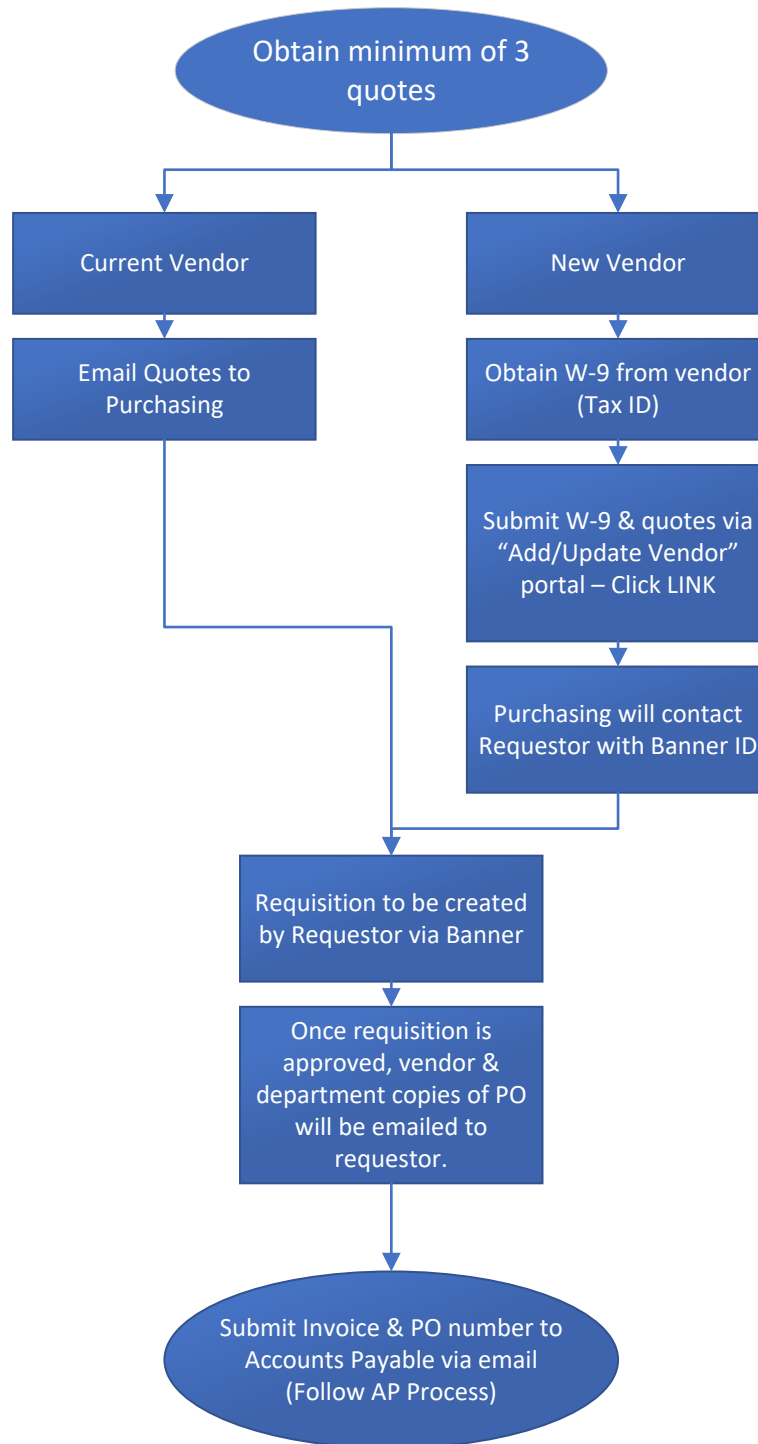 Obtain minimum of 3
quotes
Current Vendor
New Vendor
Email Quotes to
Purchasing
Obtain W-9 from vendor
(Tax ID)
Submit W-9 & quotes via
“Add/Update Vendor”
portal – Click LINK
Purchasing will contact
Requestor with Banner ID
Requisition to be created
by Requestor via Banner
Once requisition is
approved, vendor &
department copies of PO
will be emailed to
requestor.
Submit Invoice & PO number to
Accounts Payable via email
(Follow AP Process)